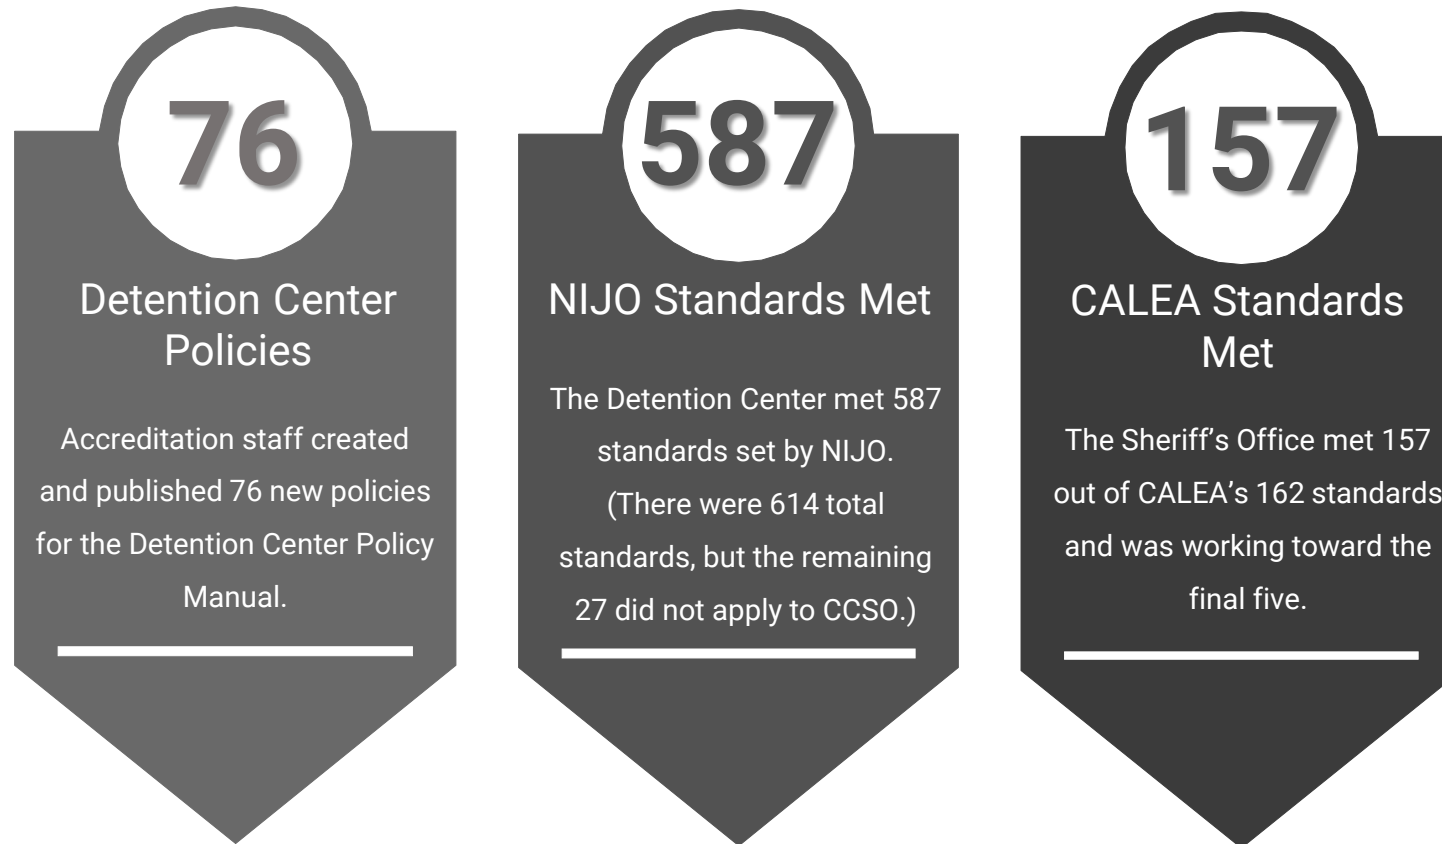 76
Detention Center
Policies
Accreditation staff created
and published 76 new policies
for the Detention Center Policy
Manual.
587
NIJO Standards Met
The Detention Center met 587
standards set by NIJO.
(There were 614 total
standards, but the remaining
27 did not apply to CCSO.)
157
CALEA Standards
Met
The Sheriff’s Office met 157
out of CALEA’s 162 standards
and was working toward the
final five.